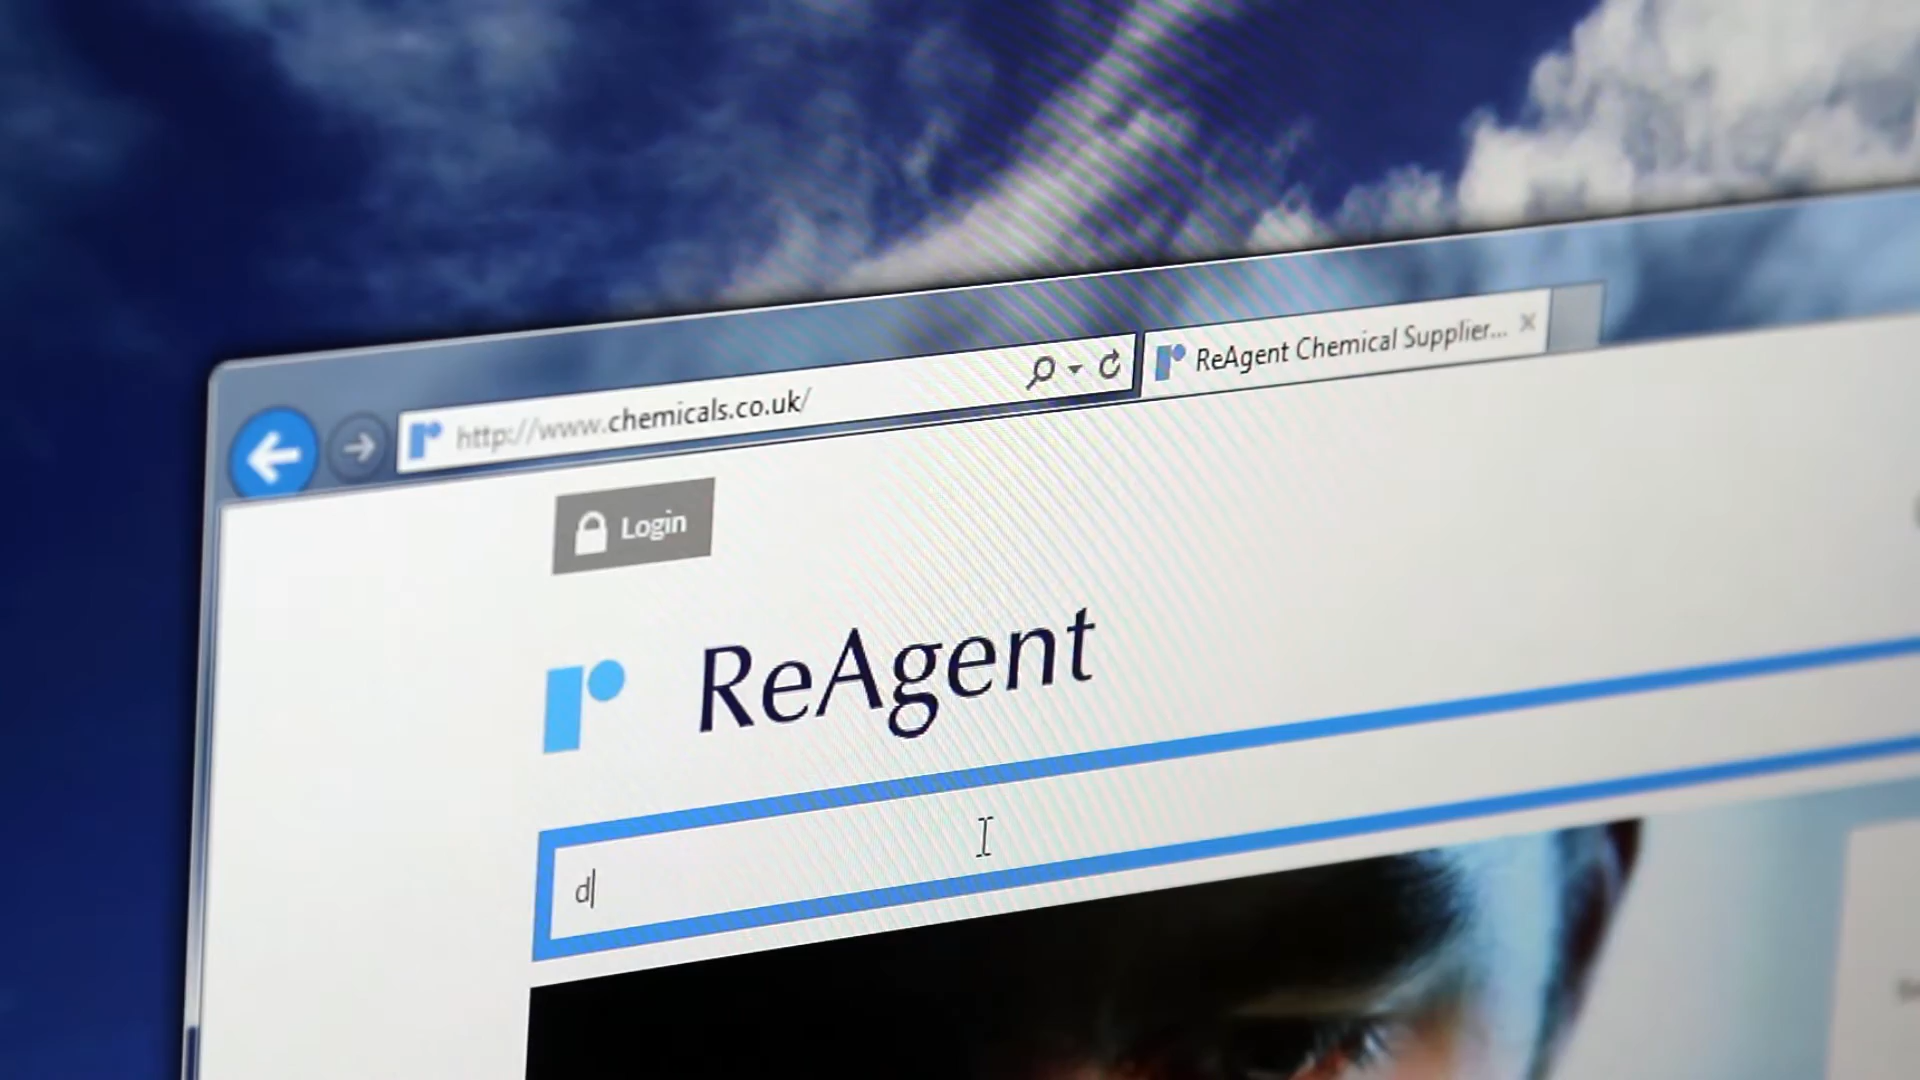 http://www.chemicals.co.uk/
ReAgent Chemical Supplier...
Login
ReAgent
d